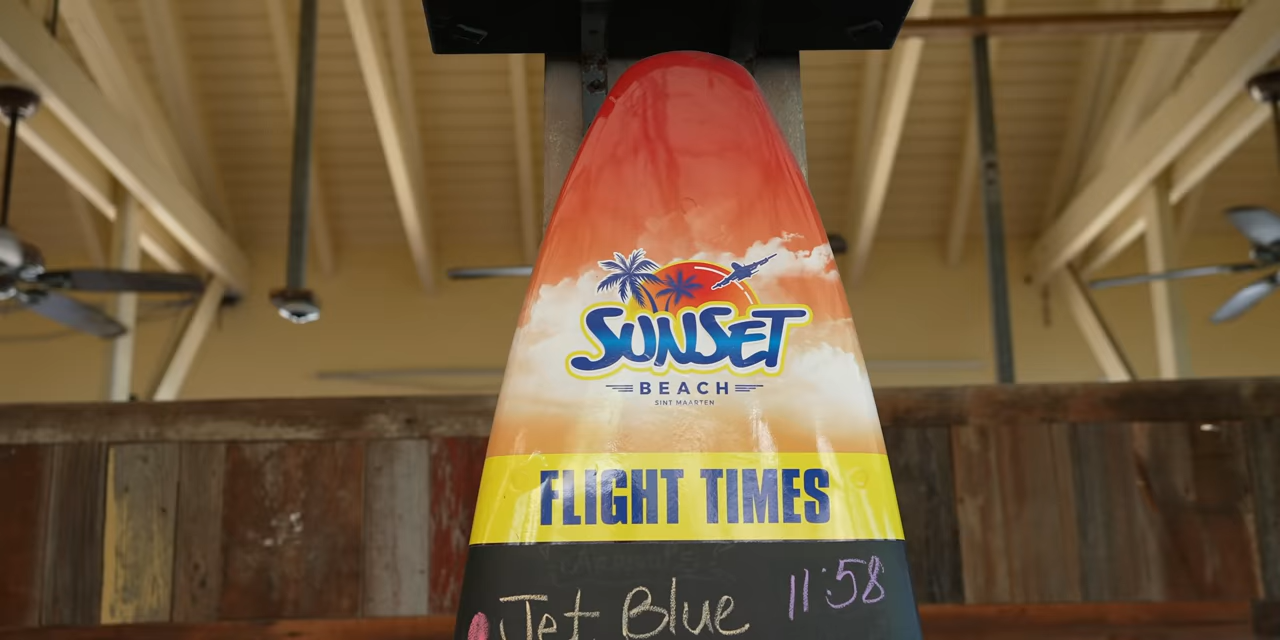 SUNSET
BEACH
SINT MAARTEN
FLIGHT TIMES
Jet Blue 11:58